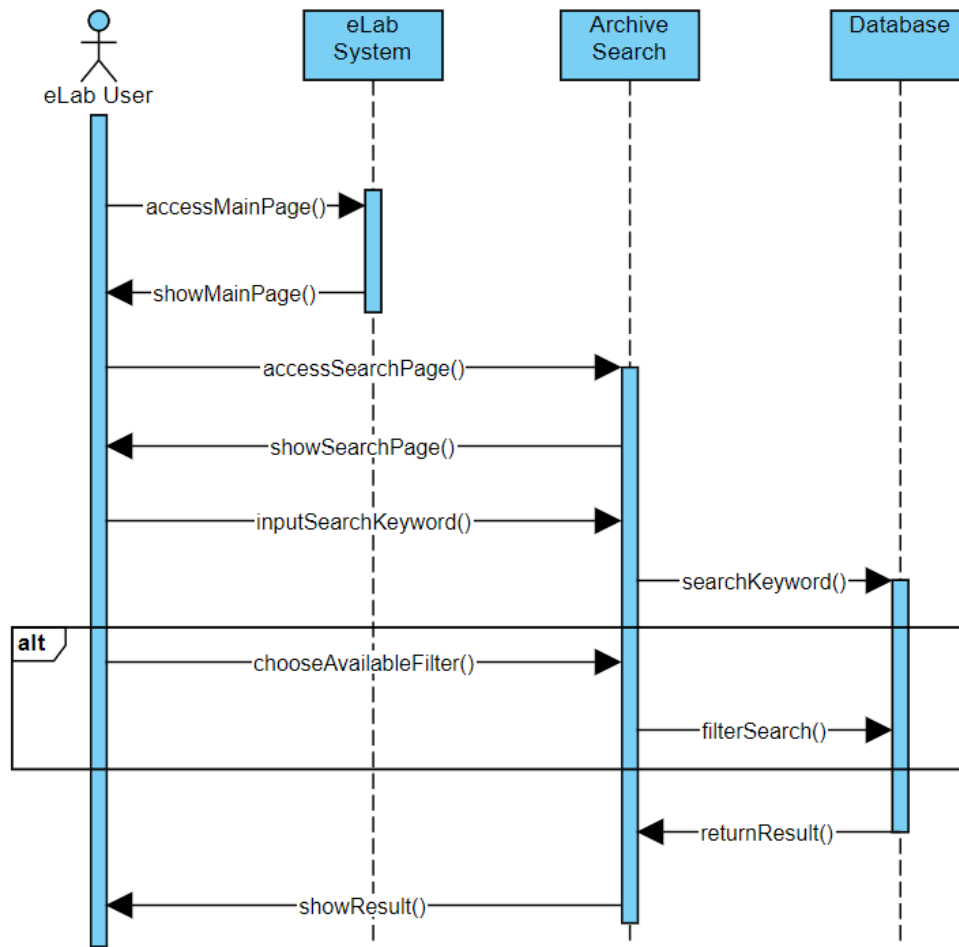 eLab User
eLab
System
Archive
Search
Database
accessMainPage()
showMainPage()
accessSearchPage()
showSearchPage()
inputSearchKeyword()
searchKeyword()
alt
chooseAvailableFilter()
filterSearch()
returnResult()
showResult()